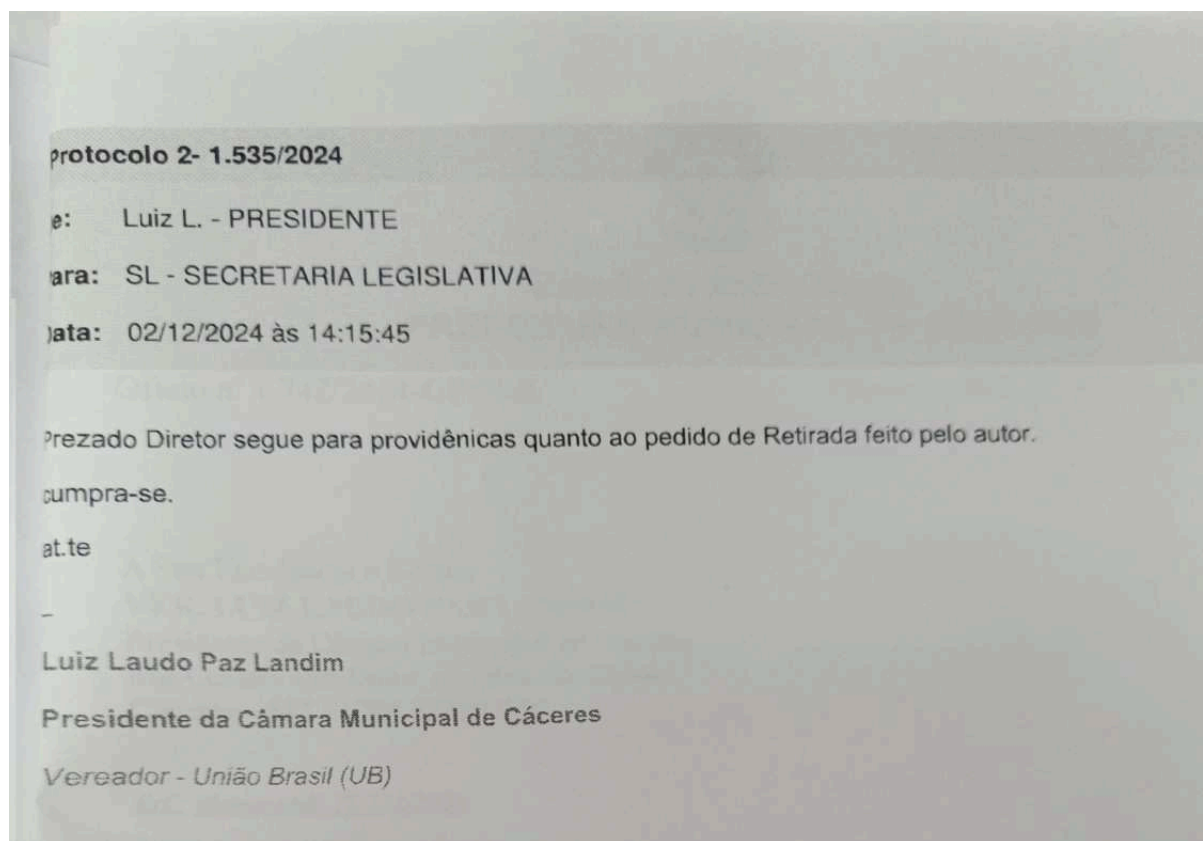 Protocolo 2- 1.535/2024
e: Luiz L. - PRESIDENTE
ara: SL - SECRETARIA LEGISLATIVA
ata: 02/12/2024 às 14:15:45
Prezado Diretor segue para providênicas quanto ao pedido de Retirada feito pelo autor.
cumpra-se.
at.te
–
Luiz Laudo Paz Landim
Presidente da Câmara Municipal de Cáceres
Vereador - União Brasil (UB)